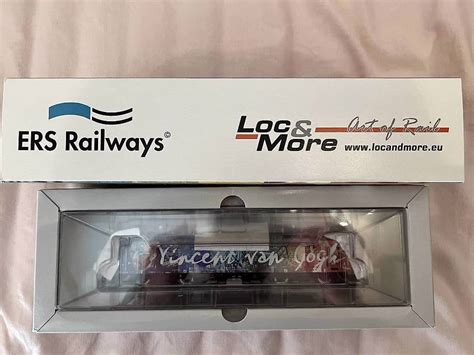 ERS Railways©
Loc&
More
Art of Rail
www.locandmore.eu
Vincent van Gogh